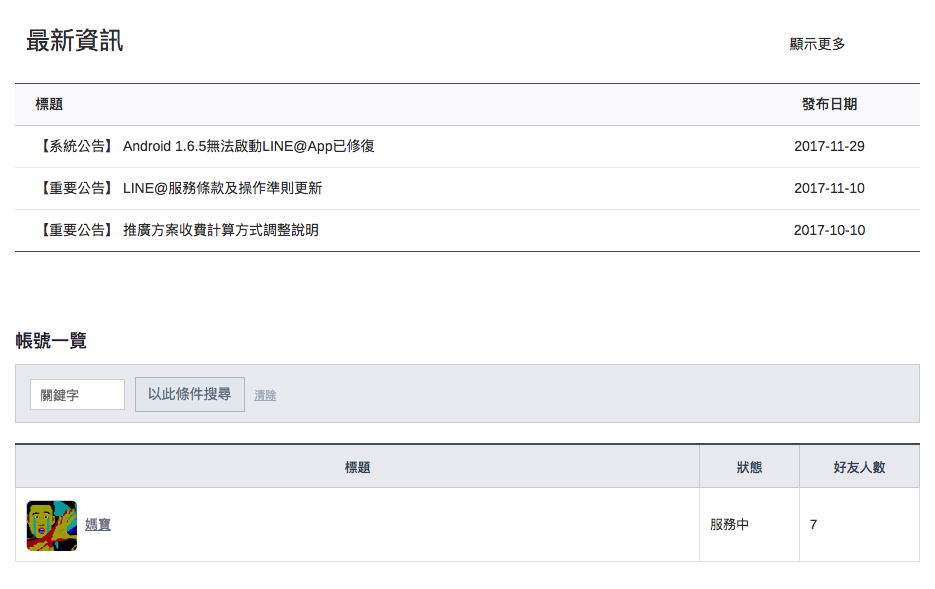 最新資訊 顯示更多
標題 發布日期
【系統公告】 Android 1.6.5無法啟動LINE@App已修復 2017-11-29
【重要公告】 LINE@服務條款及操作準則更新 2017-11-10
【重要公告】 推廣方案收費計算方式調整說明 2017-10-10
帳號一覽
關鍵字 以此條件搜尋 清除
標題 狀態 好友人數
媽寶 服務中 7